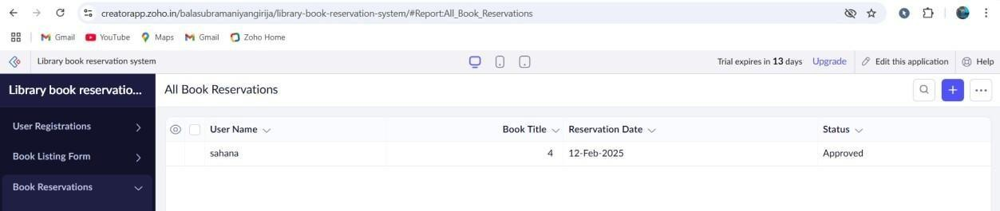 creatorapp.zoho.in/balasubramaniyangirija/library-book-reservation-system/#Report:All_Book_Reservations
Gmail YouTube Maps Gmail Zoho Home
Library book reservation system Trial expires in 13 days Upgrade Edit this application Help
Library book reservatio... All Book Reservations
User Registrations
Book Listing Form
Book Reservations
User Name Book Title Reservation Date Status
sahana 4 12-Feb-2025 Approved